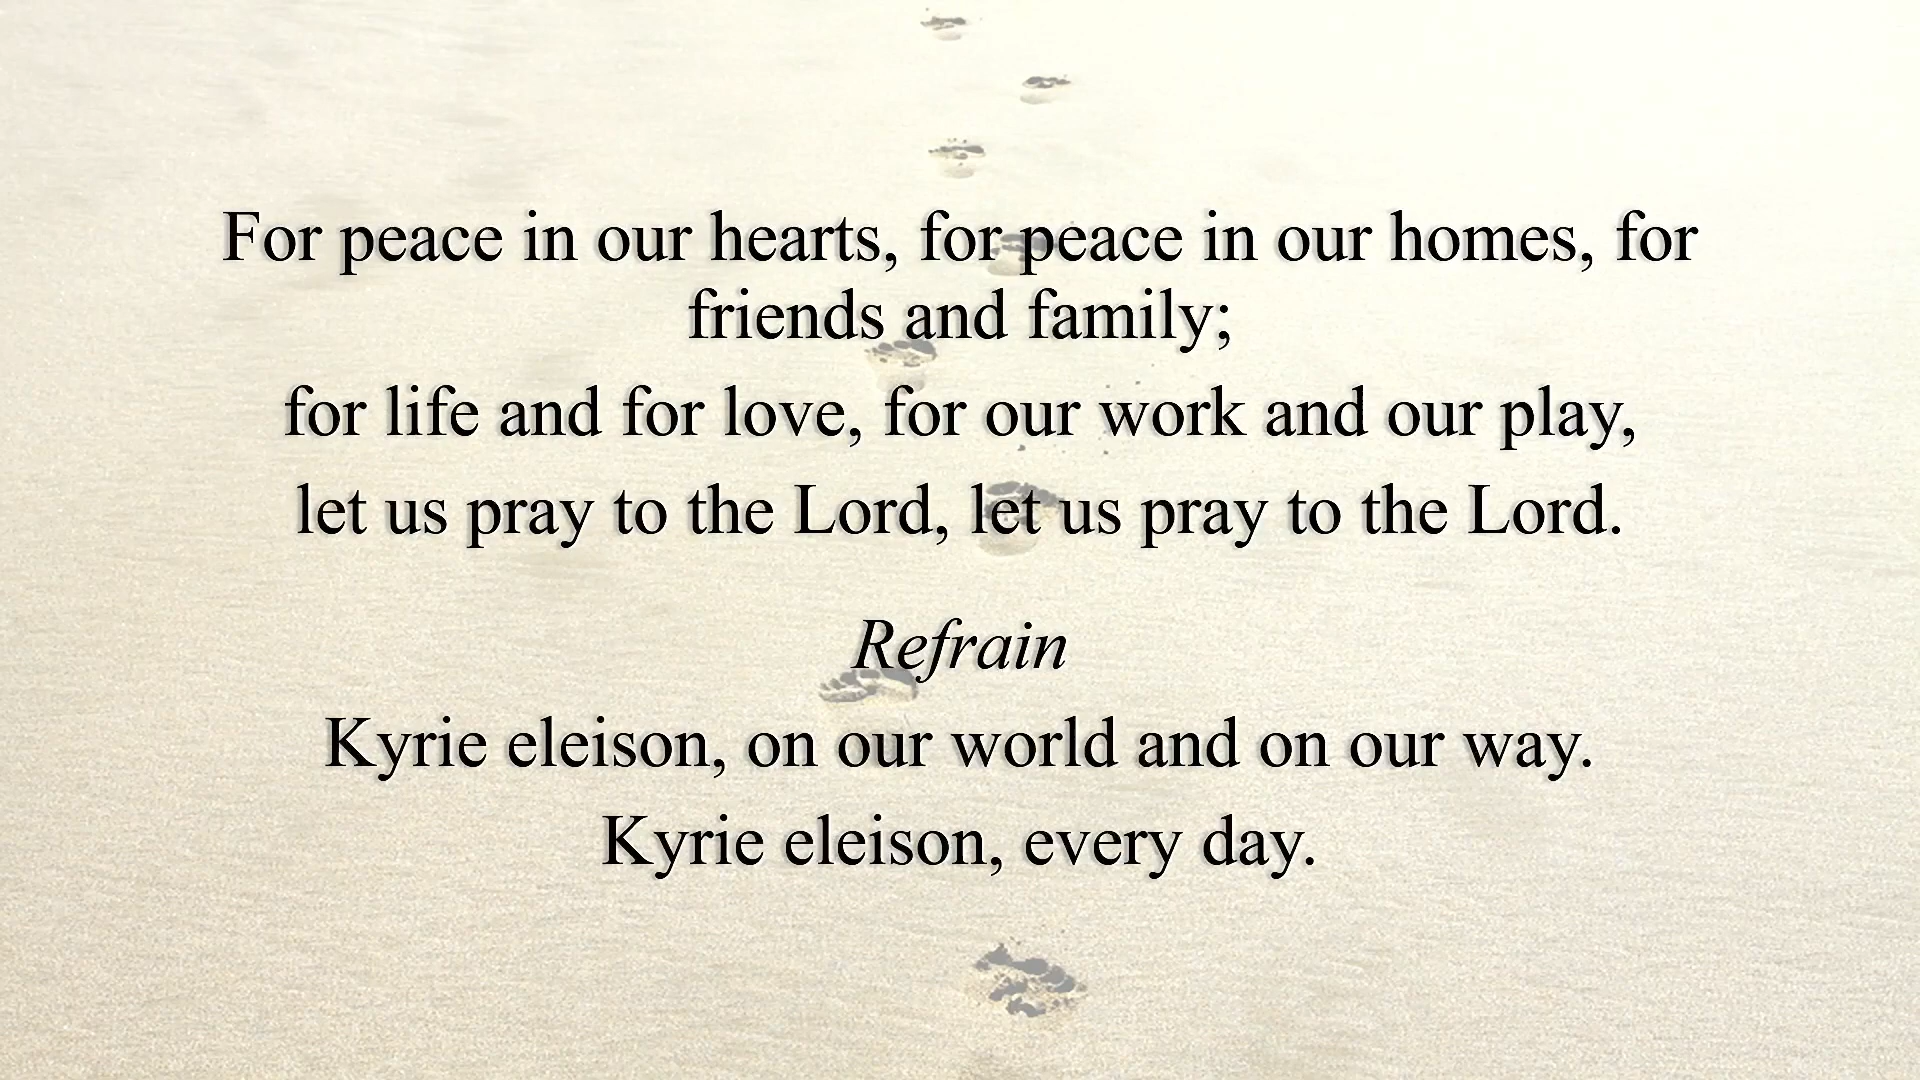 For peace in our hearts, for peace in our homes, for
friends and family;
for life and for love, for our work and our play,
let us pray to the Lord, let us pray to the Lord.
Refrain
Kyrie eleison, on our world and on our way.
Kyrie eleison, every day.